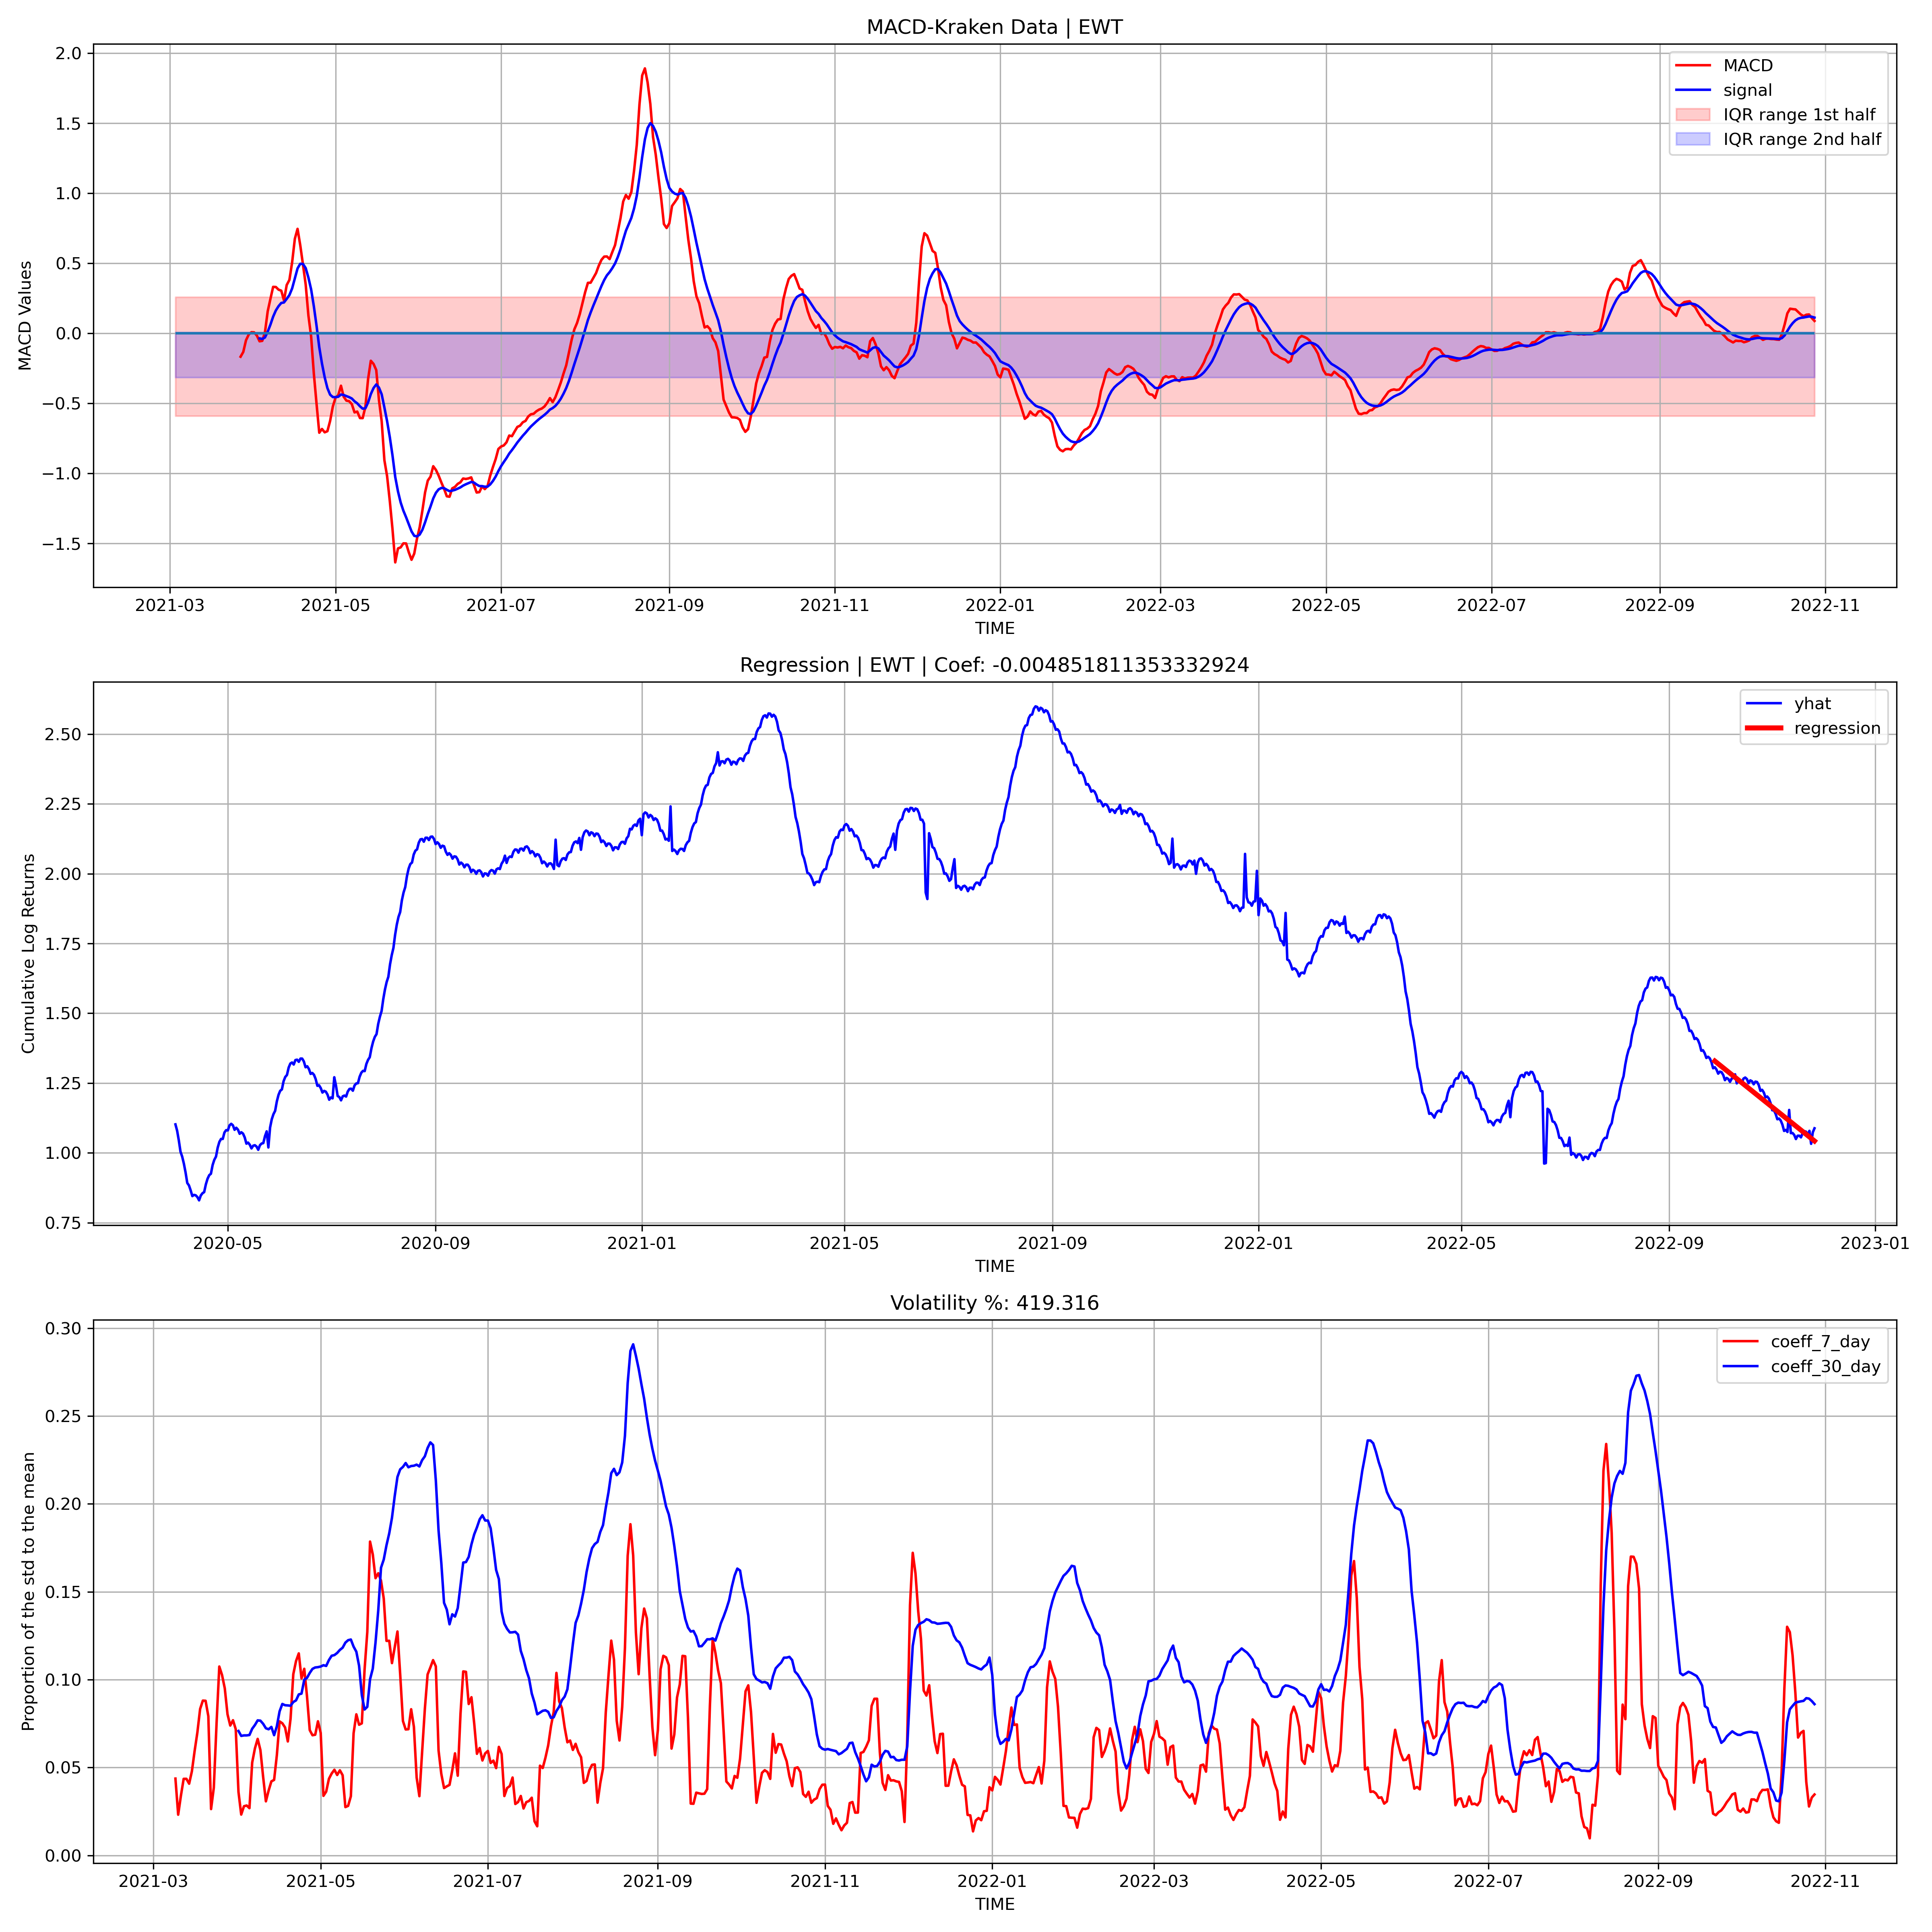 MACD-Kraken Data | EWT
MACD Values
2.0
1.5
1.0
0.5
0.0
−0.5
−1.0
−1.5
MACD
signal
IQR range 1st half
IQR range 2nd half
2021-03 2021-05 2021-07 2021-09 2021-11 2022-01 2022-03 2022-05 2022-07 2022-09 2022-11
TIME
Regression | EWT | Coef: -0.004851811353332924
Cumulative Log Returns
2.50
2.25
2.00
1.75
1.50
1.25
1.00
0.75
yhat
regression
2020-05 2020-09 2021-01 2021-05 2021-09 2022-01 2022-05 2022-09 2023-01
TIME
Volatility %: 419.316
Proportion of the std to the mean
0.30
0.25
0.20
0.15
0.10
0.05
0.00
coeff_7_day
coeff_30_day
2021-03 2021-05 2021-07 2021-09 2021-11 2022-01 2022-03 2022-05 2022-07 2022-09 2022-11
TIME